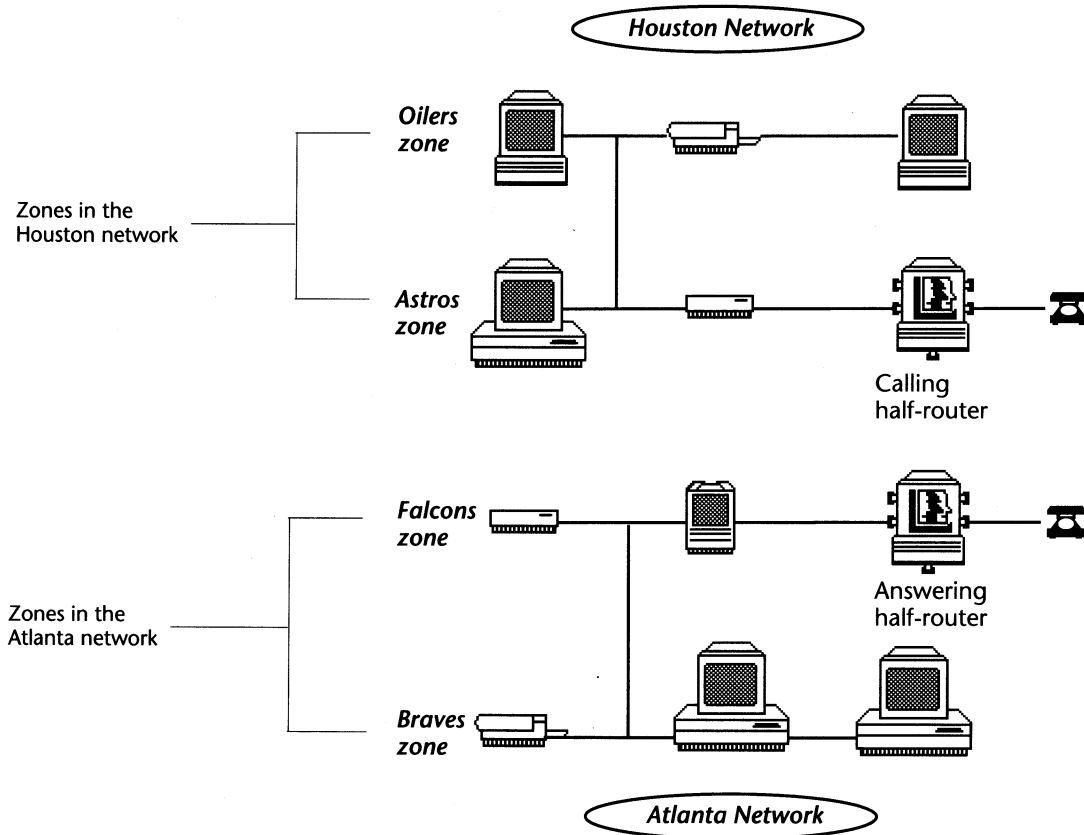 Houston Network
Oilers
zone
Zones in the
Houston network
Astros
zone
Calling
half-router
Falcons
zone
Answering
half-router
Zones in the
Atlanta network
Braves
zone
Atlanta Network